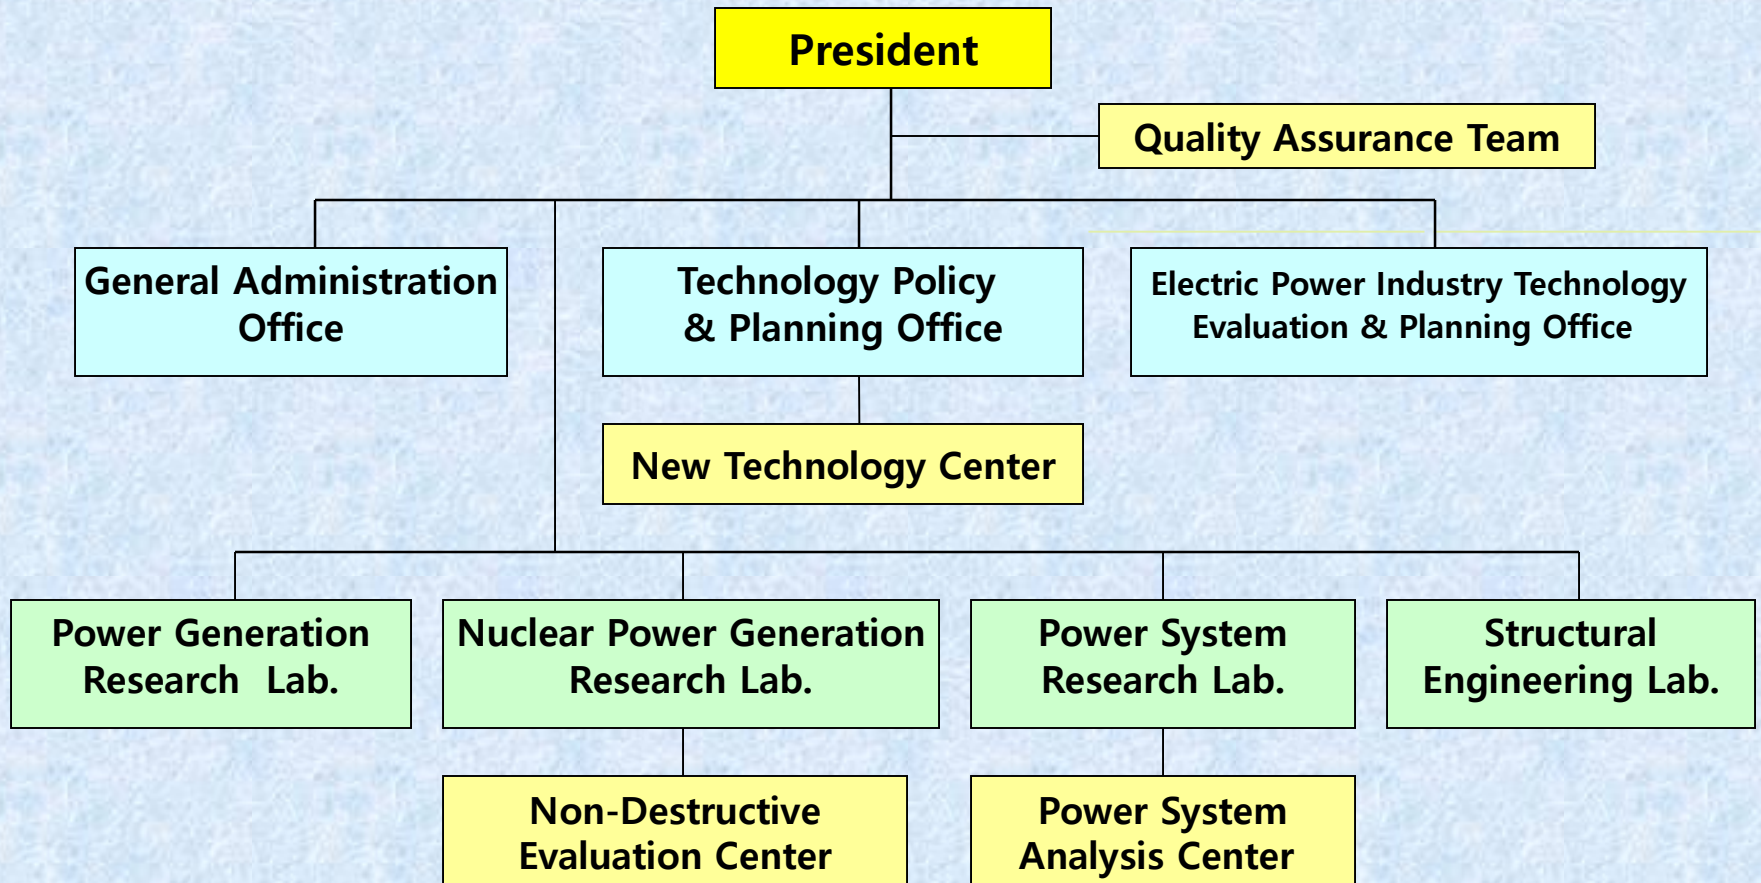 President
Quality Assurance Team
General Administration
Office
Technology Policy
& Planning Office
Electric Power Industry Technology
Evaluation & Planning Office
New Technology Center
Power Generation
Research Lab.
Nuclear Power Generation
Research Lab.
Power System
Research Lab.
Structural
Engineering Lab.
Non-Destructive
Evaluation Center
Power System
Analysis Center